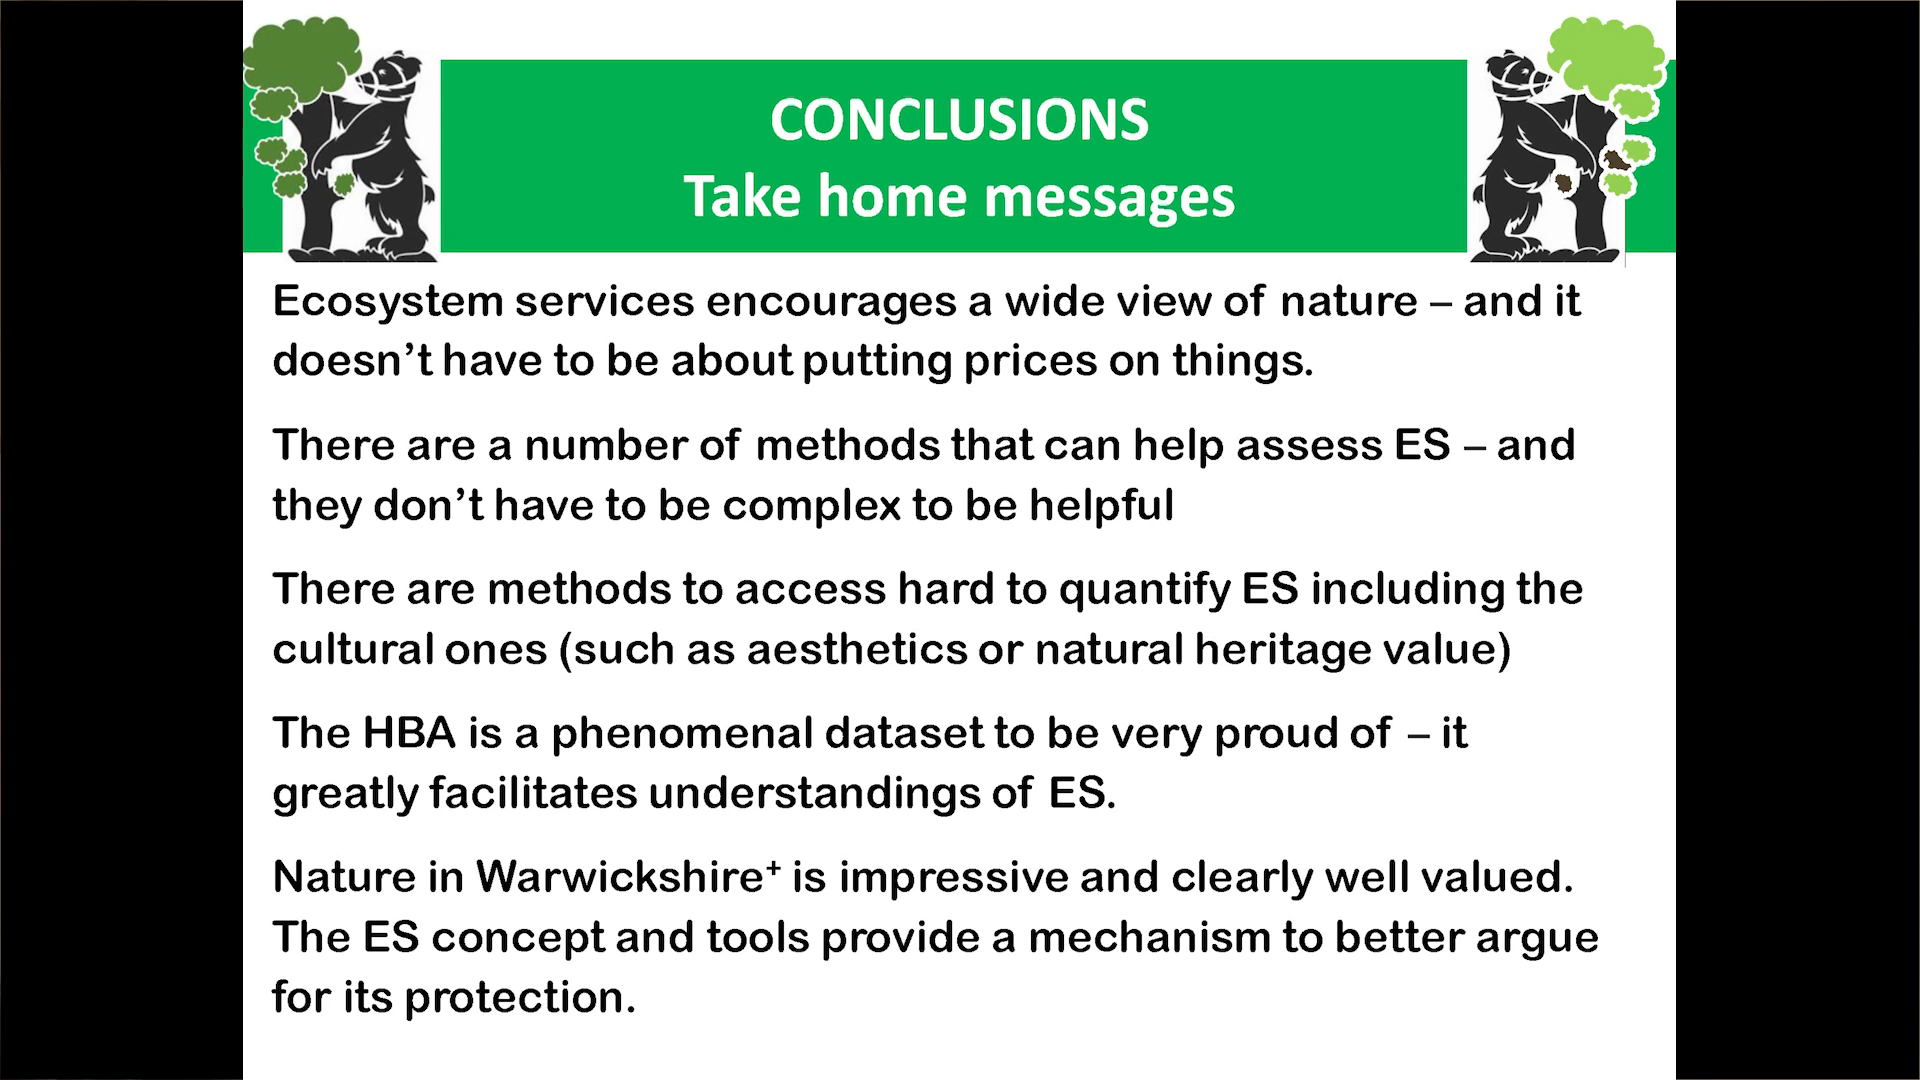 CONCLUSIONS
Take home messages
Ecosystem services encourages a wide view of nature – and it
doesn’t have to be about putting prices on things.
There are a number of methods that can help assess ES – and
they don’t have to be complex to be helpful
There are methods to access hard to quantify ES including the
cultural ones (such as aesthetics or natural heritage value)
The HBA is a phenomenal dataset to be very proud of – it
greatly facilitates understandings of ES.
Nature in Warwickshire⁺ is impressive and clearly well valued.
The ES concept and tools provide a mechanism to better argue
for its protection.